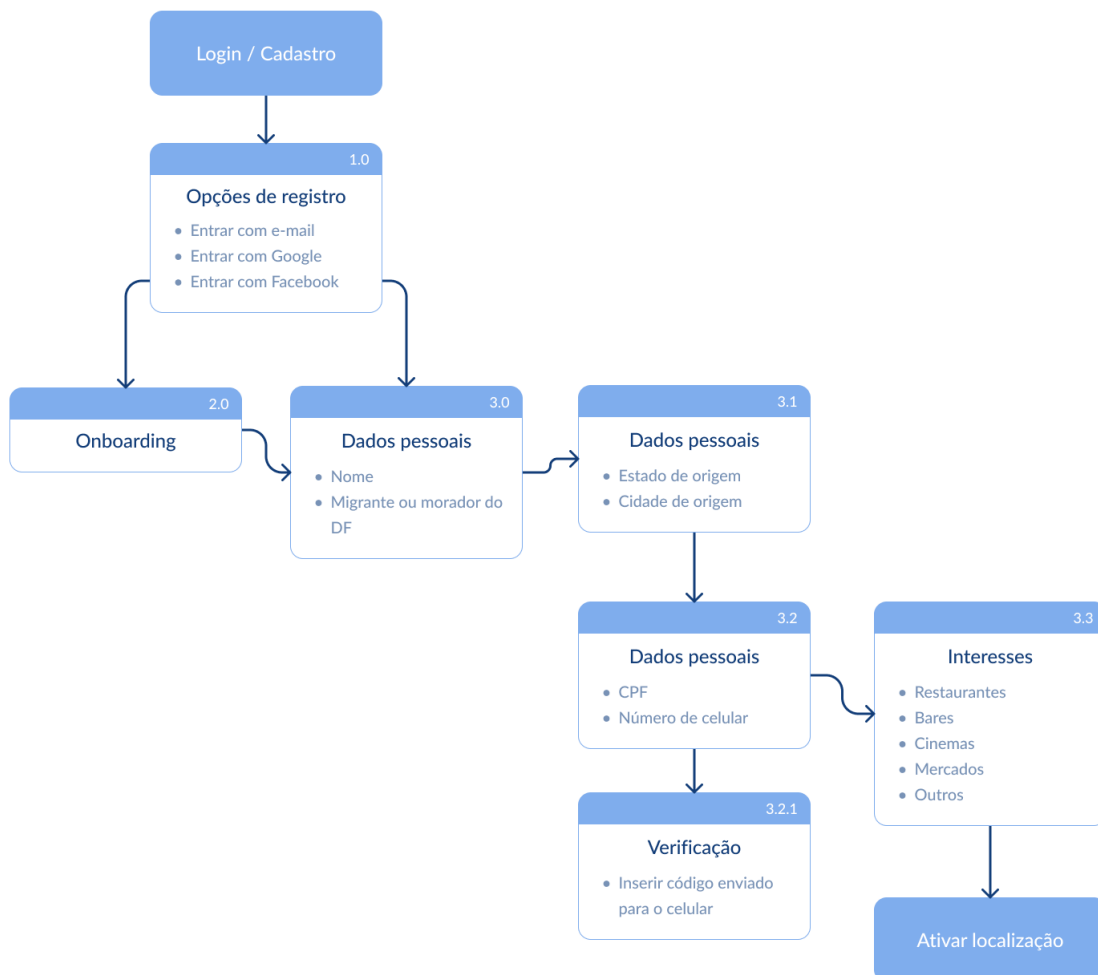 Login / Cadastro
1.0
Opções de registro
Entrar com e-mail
Entrar com Google
Entrar com Facebook
2.0
Onboarding
3.0
Dados pessoais
Nome
Migrante ou morador do
DF
3.1
Dados pessoais
Estado de origem
Cidade de origem
3.2
Dados pessoais
CPF
Número de celular
3.3
Interesses
Restaurantes
Bares
Cinemas
Mercados
Outros
3.2.1
Verificação
Inserir código enviado
para o celular
Ativar localização